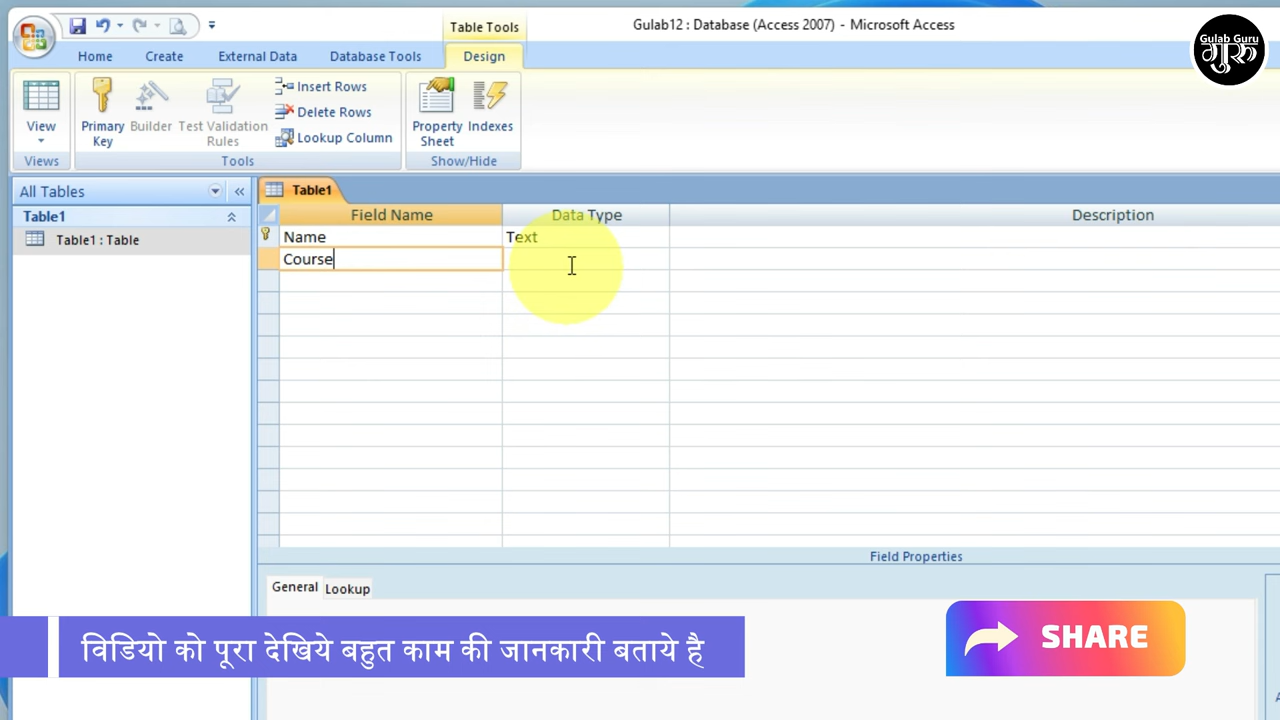 Table Tools
Gulab12 : Database (Access 2007) - Microsoft Access
Gulab Guru
गुरू
Home Create External Data Database Tools Design
View
Primary Key
Builder
Test Validation Rules
Insert Rows
Delete Rows
Lookup Column
Property Sheet
Indexes
Views Tools Show/Hide
All Tables
Table1
Table1 : Table
Table1
Field Name Data Type Description
Name Text
Course
Field Properties
General Lookup
विडियो को पूरा देखिये बहुत काम की जानकारी बताये है
SHARE